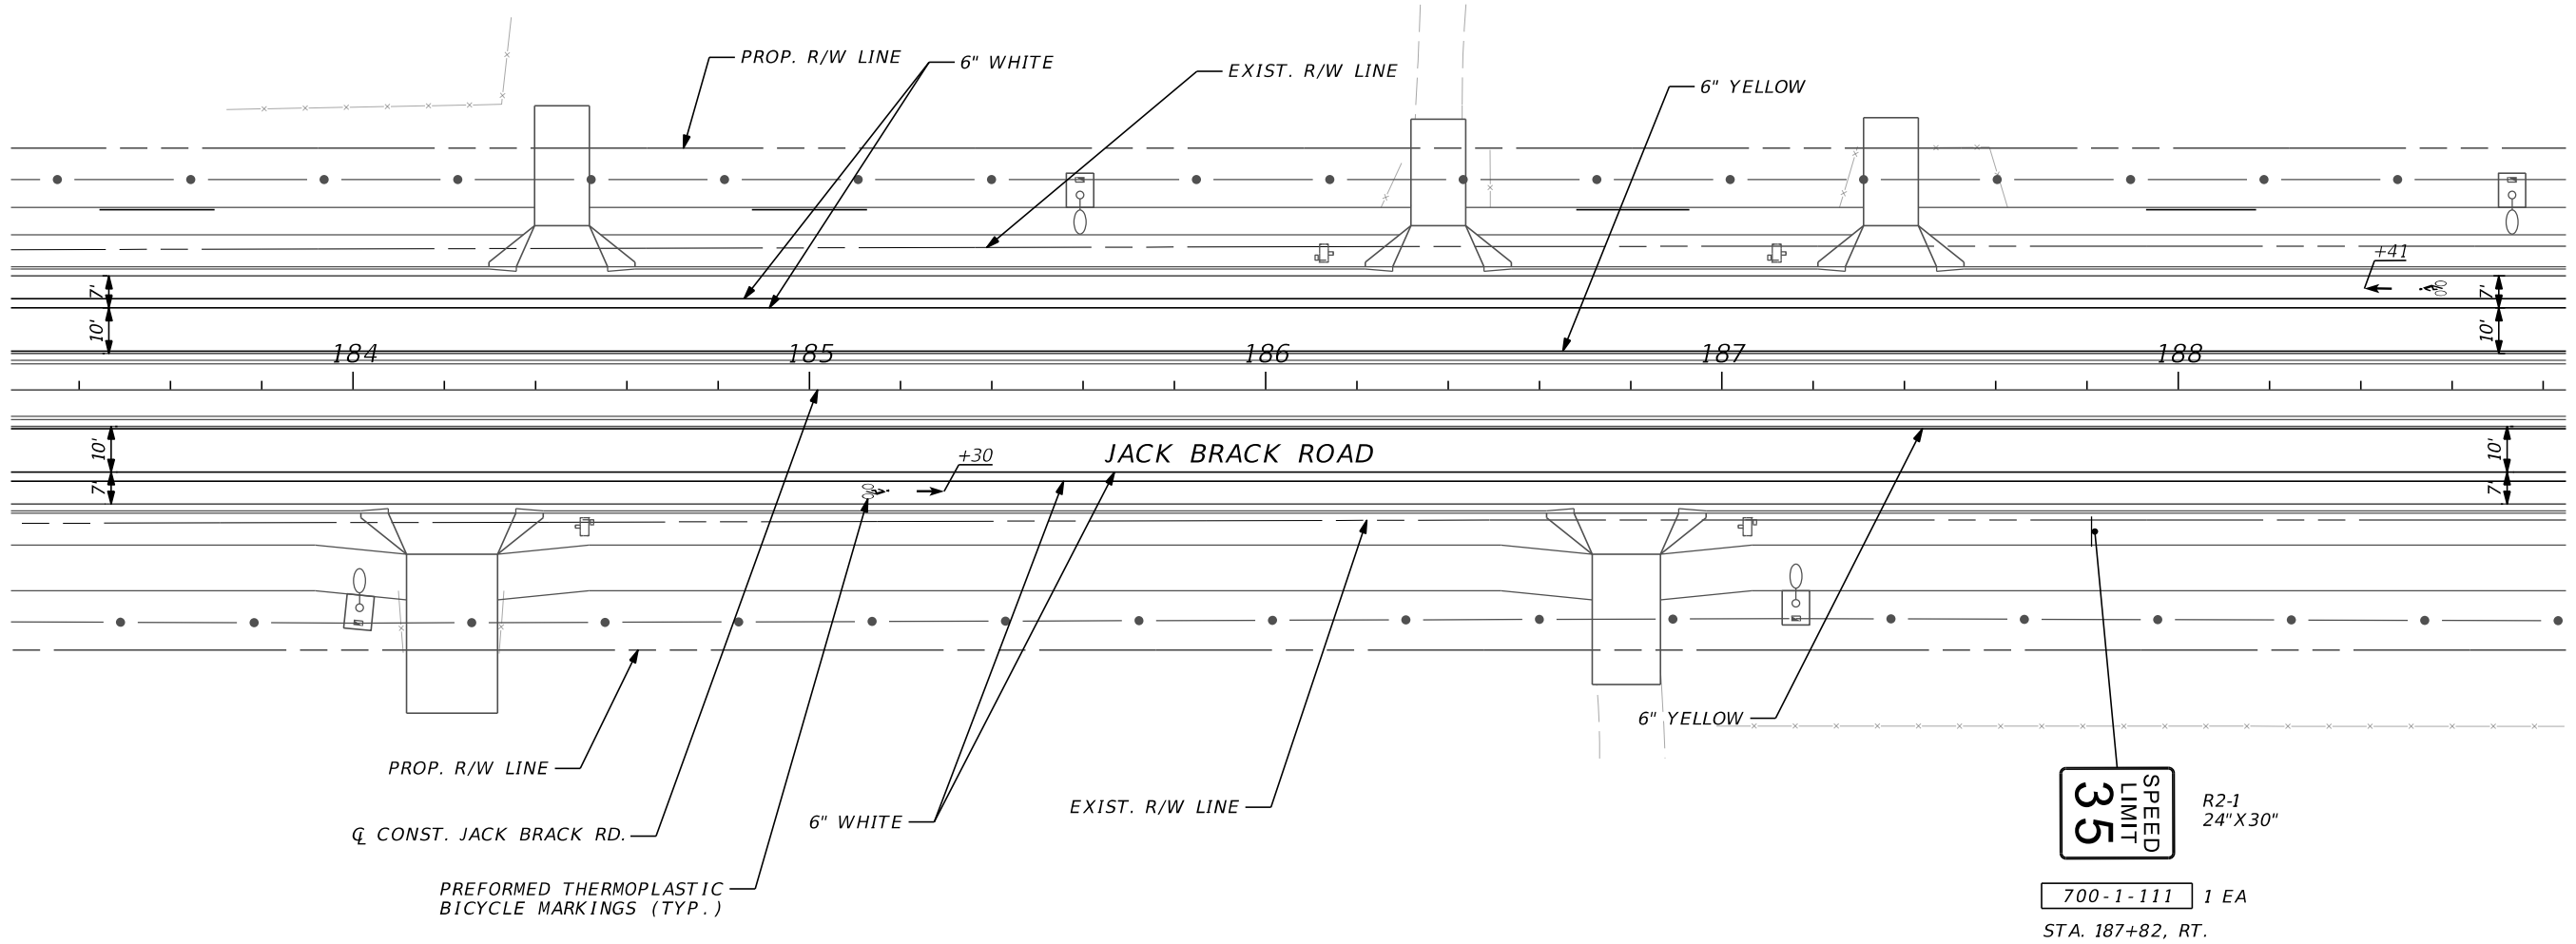 PROP. R/W LINE
6" WHITE
EXIST. R/W LINE
6" YELLOW
+41
7'
7'
10'
10'
184
185
186
187
188
10'
10'
JACK BRACK ROAD
+30
7'
7'
6" YELLOW
PROP. R/W LINE
EXIST. R/W LINE
6" WHITE
℄ CONST. JACK BRACK RD.
PREFORMED THERMOPLASTIC
BICYCLE MARKINGS (TYP.)
SPEED
LIMIT
35
R2-1
24"X30"
700-1-111 1 EA
STA. 187+82, RT.